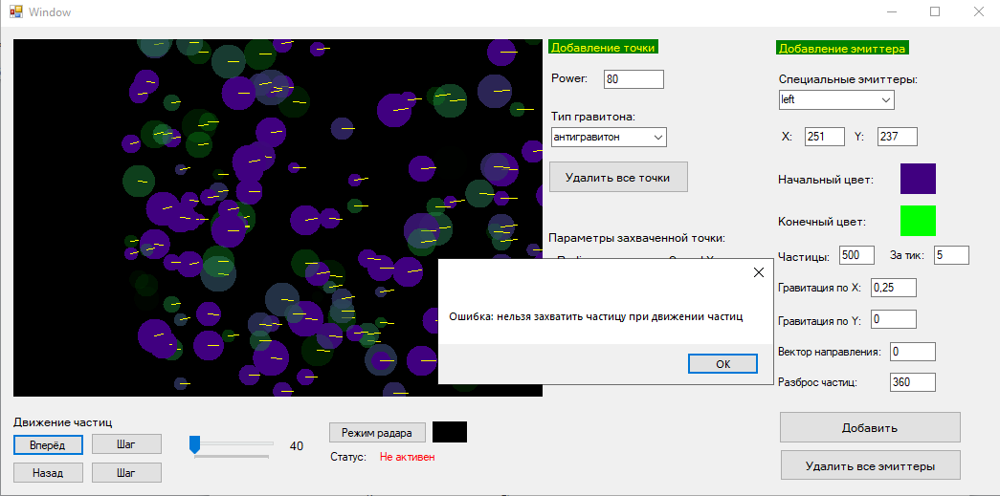 Window
Добавление точки
Power: 80
Тип гравитона:
антигравитон
Удалить все точки
Параметры захваченной точки:
Ошибка: нельзя захватить частицу при движении частиц
OK
Добавление эмиттера
Специальные эмиттеры:
left
X: 251 Y: 237
Начальный цвет:
Конечный цвет:
Частицы: 500 За тик: 5
Гравитация по X: 0,25
Гравитация по Y: 0
Вектор направления: 0
Разброс частиц: 360
Добавить
Удалить все эмиттеры
Движение частиц
Вперёд Шаг
Назад Шаг
40
Режим радара
Статус: Не активен